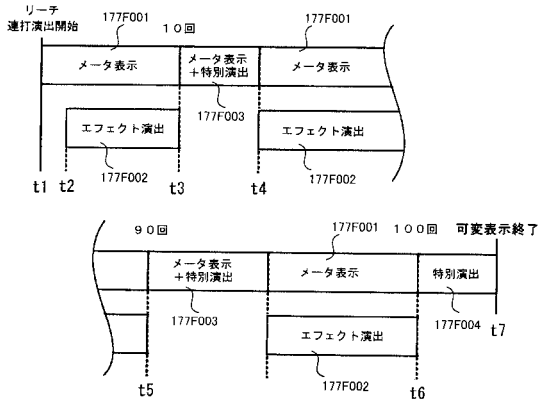 リーチ
連打演出開始
177F001
10回
177F001
メータ表示
メータ表示
+特別演出
メータ表示
177F003
エフェクト演出
エフェクト演出
177F002
177F002
t1
t2
t3
t4
90回
177F001
100回
可変表示終了
メータ表示
+特別演出
メータ表示
特別演出
177F003
177F004
t7
エフェクト演出
177F002
t5
t6